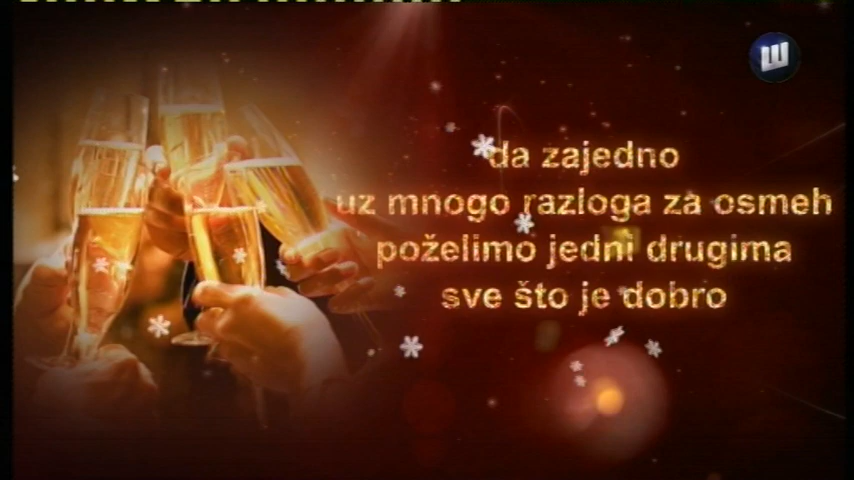 Ш
da zajedno
uz mnogo razloga za osmeh
poželimo jedni drugima
sve što je dobro